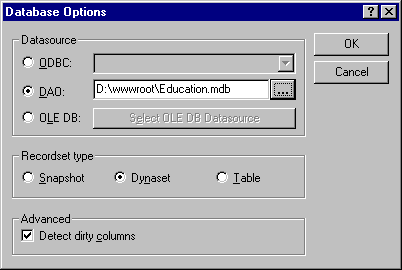 Database Options
Datasource
ODBC:
DAO: D:\wwwroot\Education.mdb ...
OLE DB: Select OLE DB Datasource
Recordset type
Snapshot Dynaset Table
Advanced
Detect dirty columns
OK
Cancel